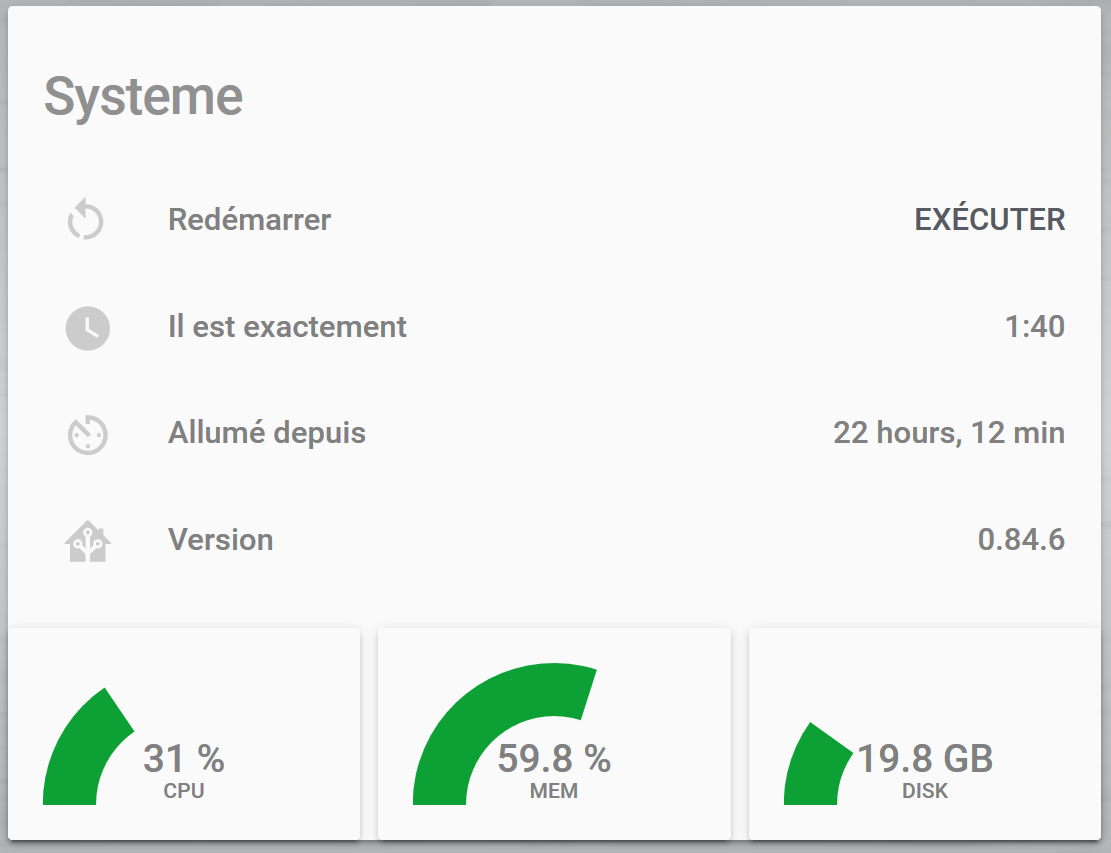 Systeme
Redémarrer EXÉCUTER
Il est exactement 1:40
Allumé depuis 22 hours, 12 min
Version 0.84.6
31 % 59.8 % 19.8 GB
CPU MEM DISK